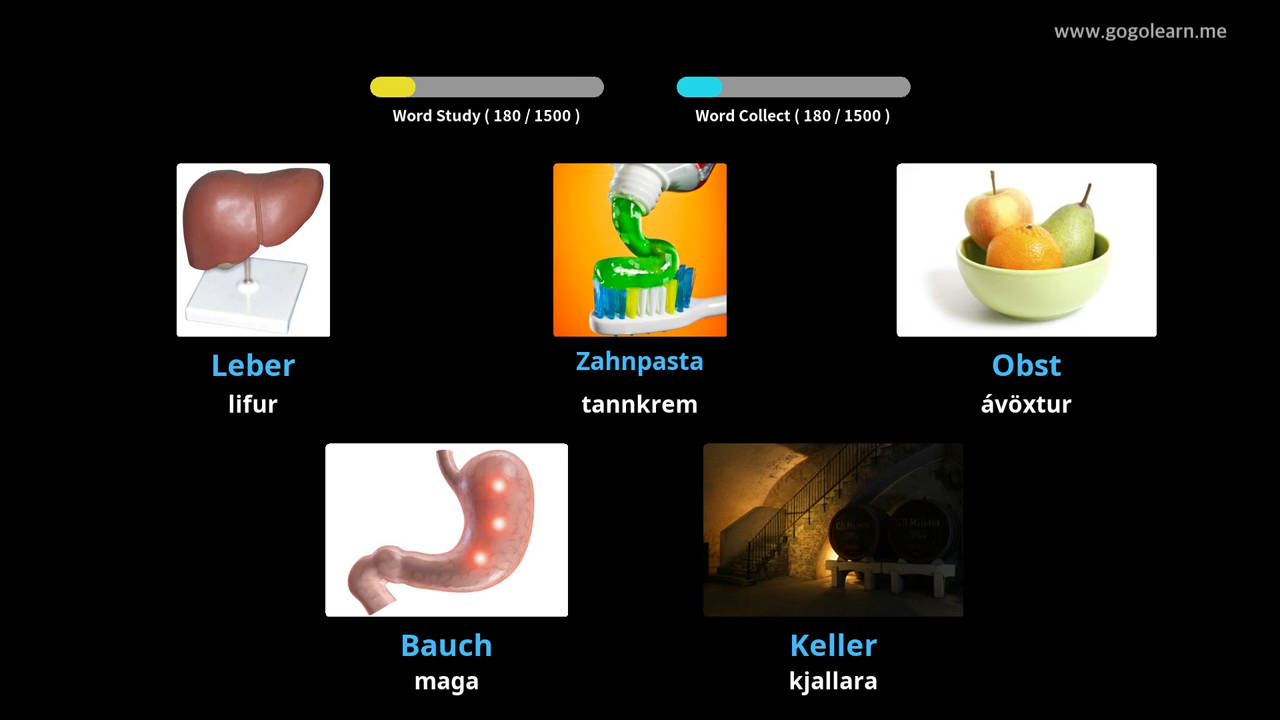 www.gogolearn.me
Word Study ( 180 / 1500 )
Word Collect ( 180 / 1500 )
Leber
Zahnpasta
Obst
lifur
tannkrem
ávöxtur
Bauch
Keller
maga
kjallara